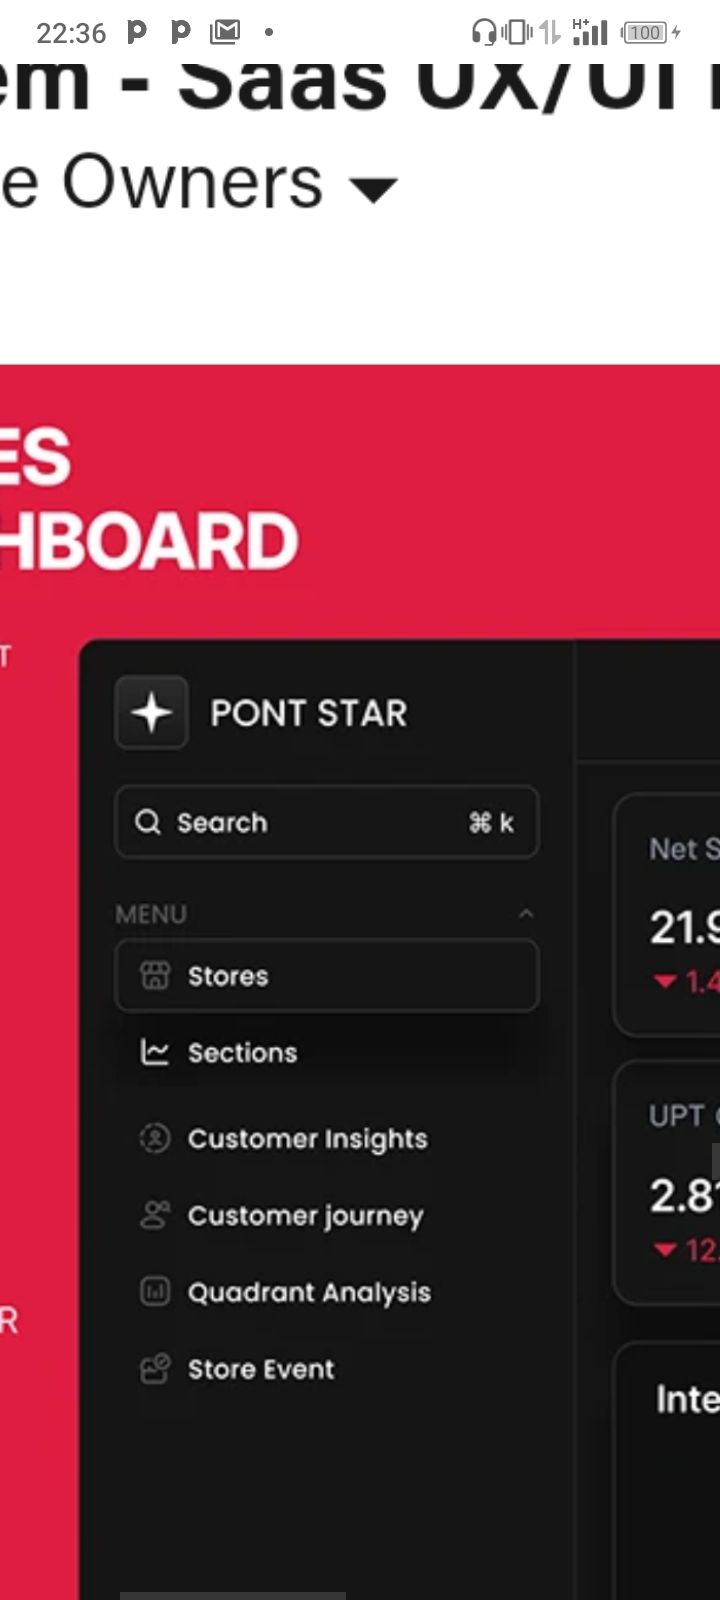 22:36
100
em - Saas UX/UI
e Owners
ES
HBOARD
T
PONT STAR
Search ⌘ k
MENU
Stores
Sections
Customer Insights
Customer journey
Quadrant Analysis
Store Event
R
Net S
21.9
1.4
UPT
2.81
12.
Inte